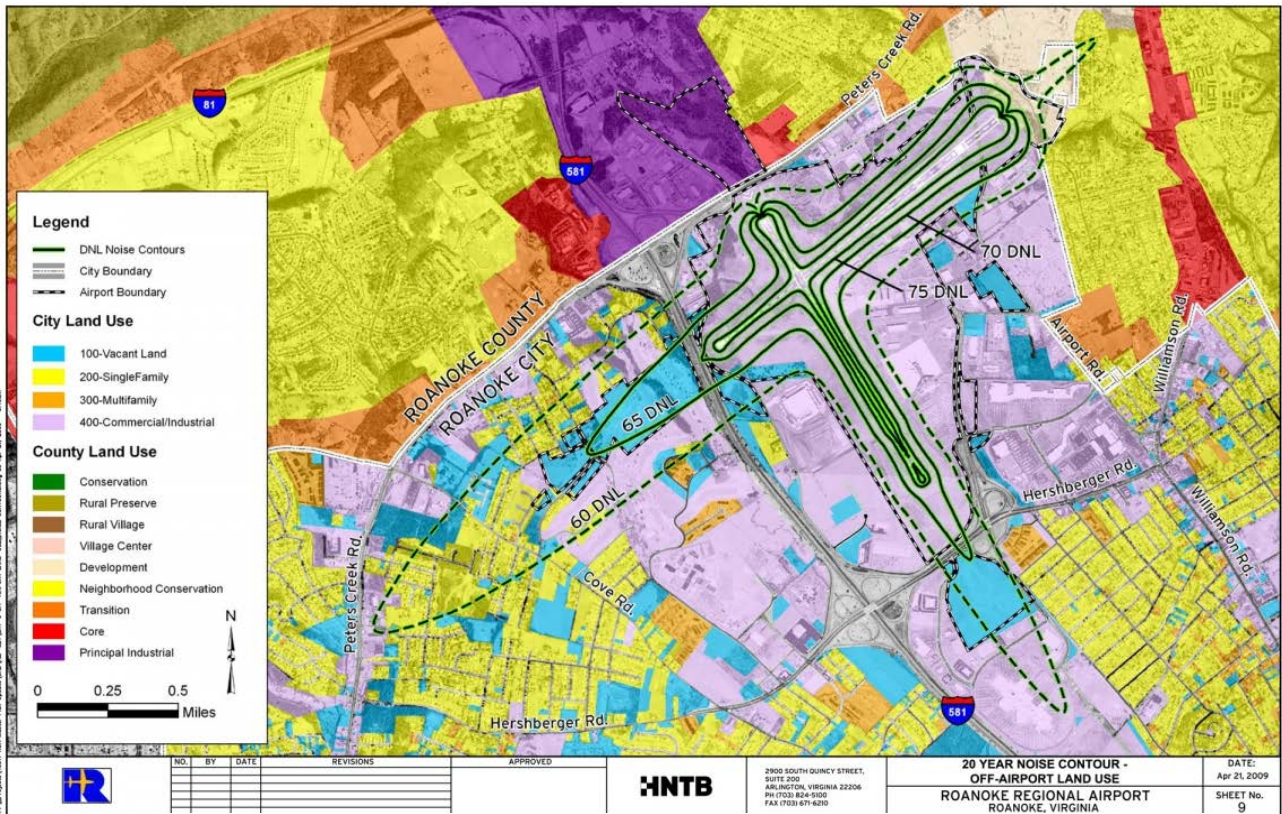 81
581
Peters Creek Rd.
70 DNL
75 DNL
ROANOKE COUNTY
ROANOKE CITY
65 DNL
60 DNL
Airport Rd.
Williamson Rd.
Hershberger Rd.
Williamson Rd.
Cove Rd.
Peters Creek Rd.
Hershberger Rd.
581
Legend
DNL Noise Contours
City Boundary
Airport Boundary
City Land Use
100-Vacant Land
200-SingleFamily
300-Multifamily
400-Commercial/Industrial
County Land Use
Conservation
Rural Preserve
Rural Village
Village Center
Development
Neighborhood Conservation
Transition
Core
Principal Industrial
N
0 0.25 0.5
Miles
R
NO. BY DATE REVISIONS APPROVED
HNTB
2900 SOUTH QUINCY STREET,
SUITE 200
ARLINGTON, VIRGINIA 22206
PH (703) 824-5100
FAX (703) 671-6210
20 YEAR NOISE CONTOUR -
OFF-AIRPORT LAND USE
ROANOKE REGIONAL AIRPORT
ROANOKE, VIRGINIA
DATE:
Apr 21, 2009
SHEET No.
9